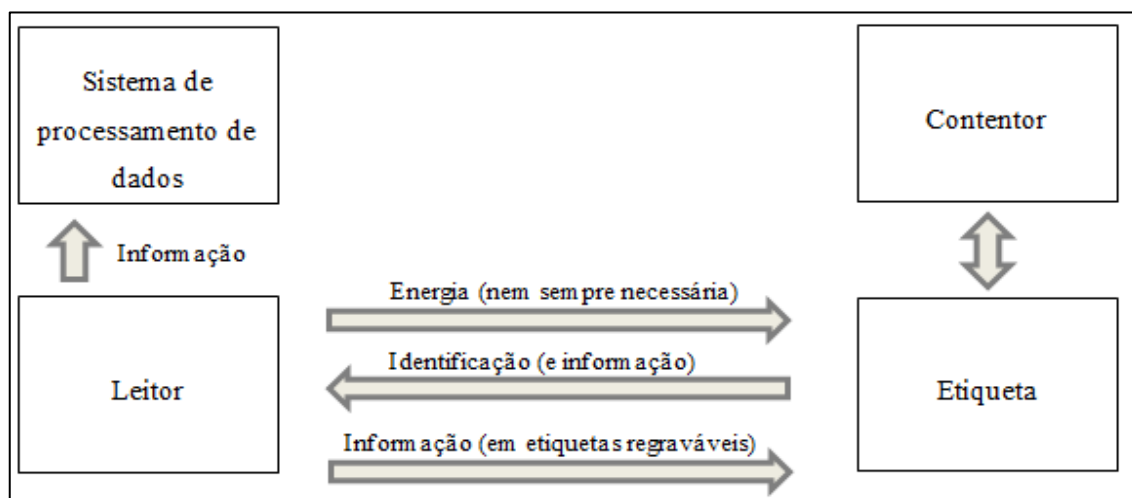 Sistema de
processamento de
dados
Contentor
Informação
Energia (nem sempre necessária)
Identificação (e informação)
Leitor
Etiqueta
Informação (em etiquetas regraváveis)